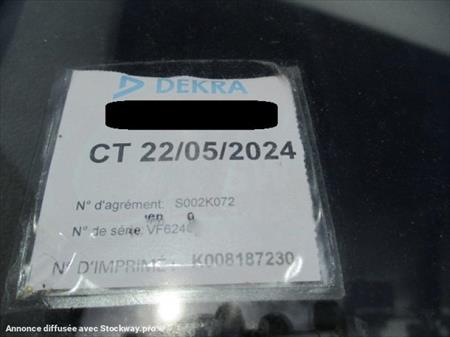 DEKRA
CT 22/05/2024
N° d'agrément: S002K072
N° de série: VF624
N° D'IMPRIMÉ : K008187230
Annonce diffusée avec Stockway.pro